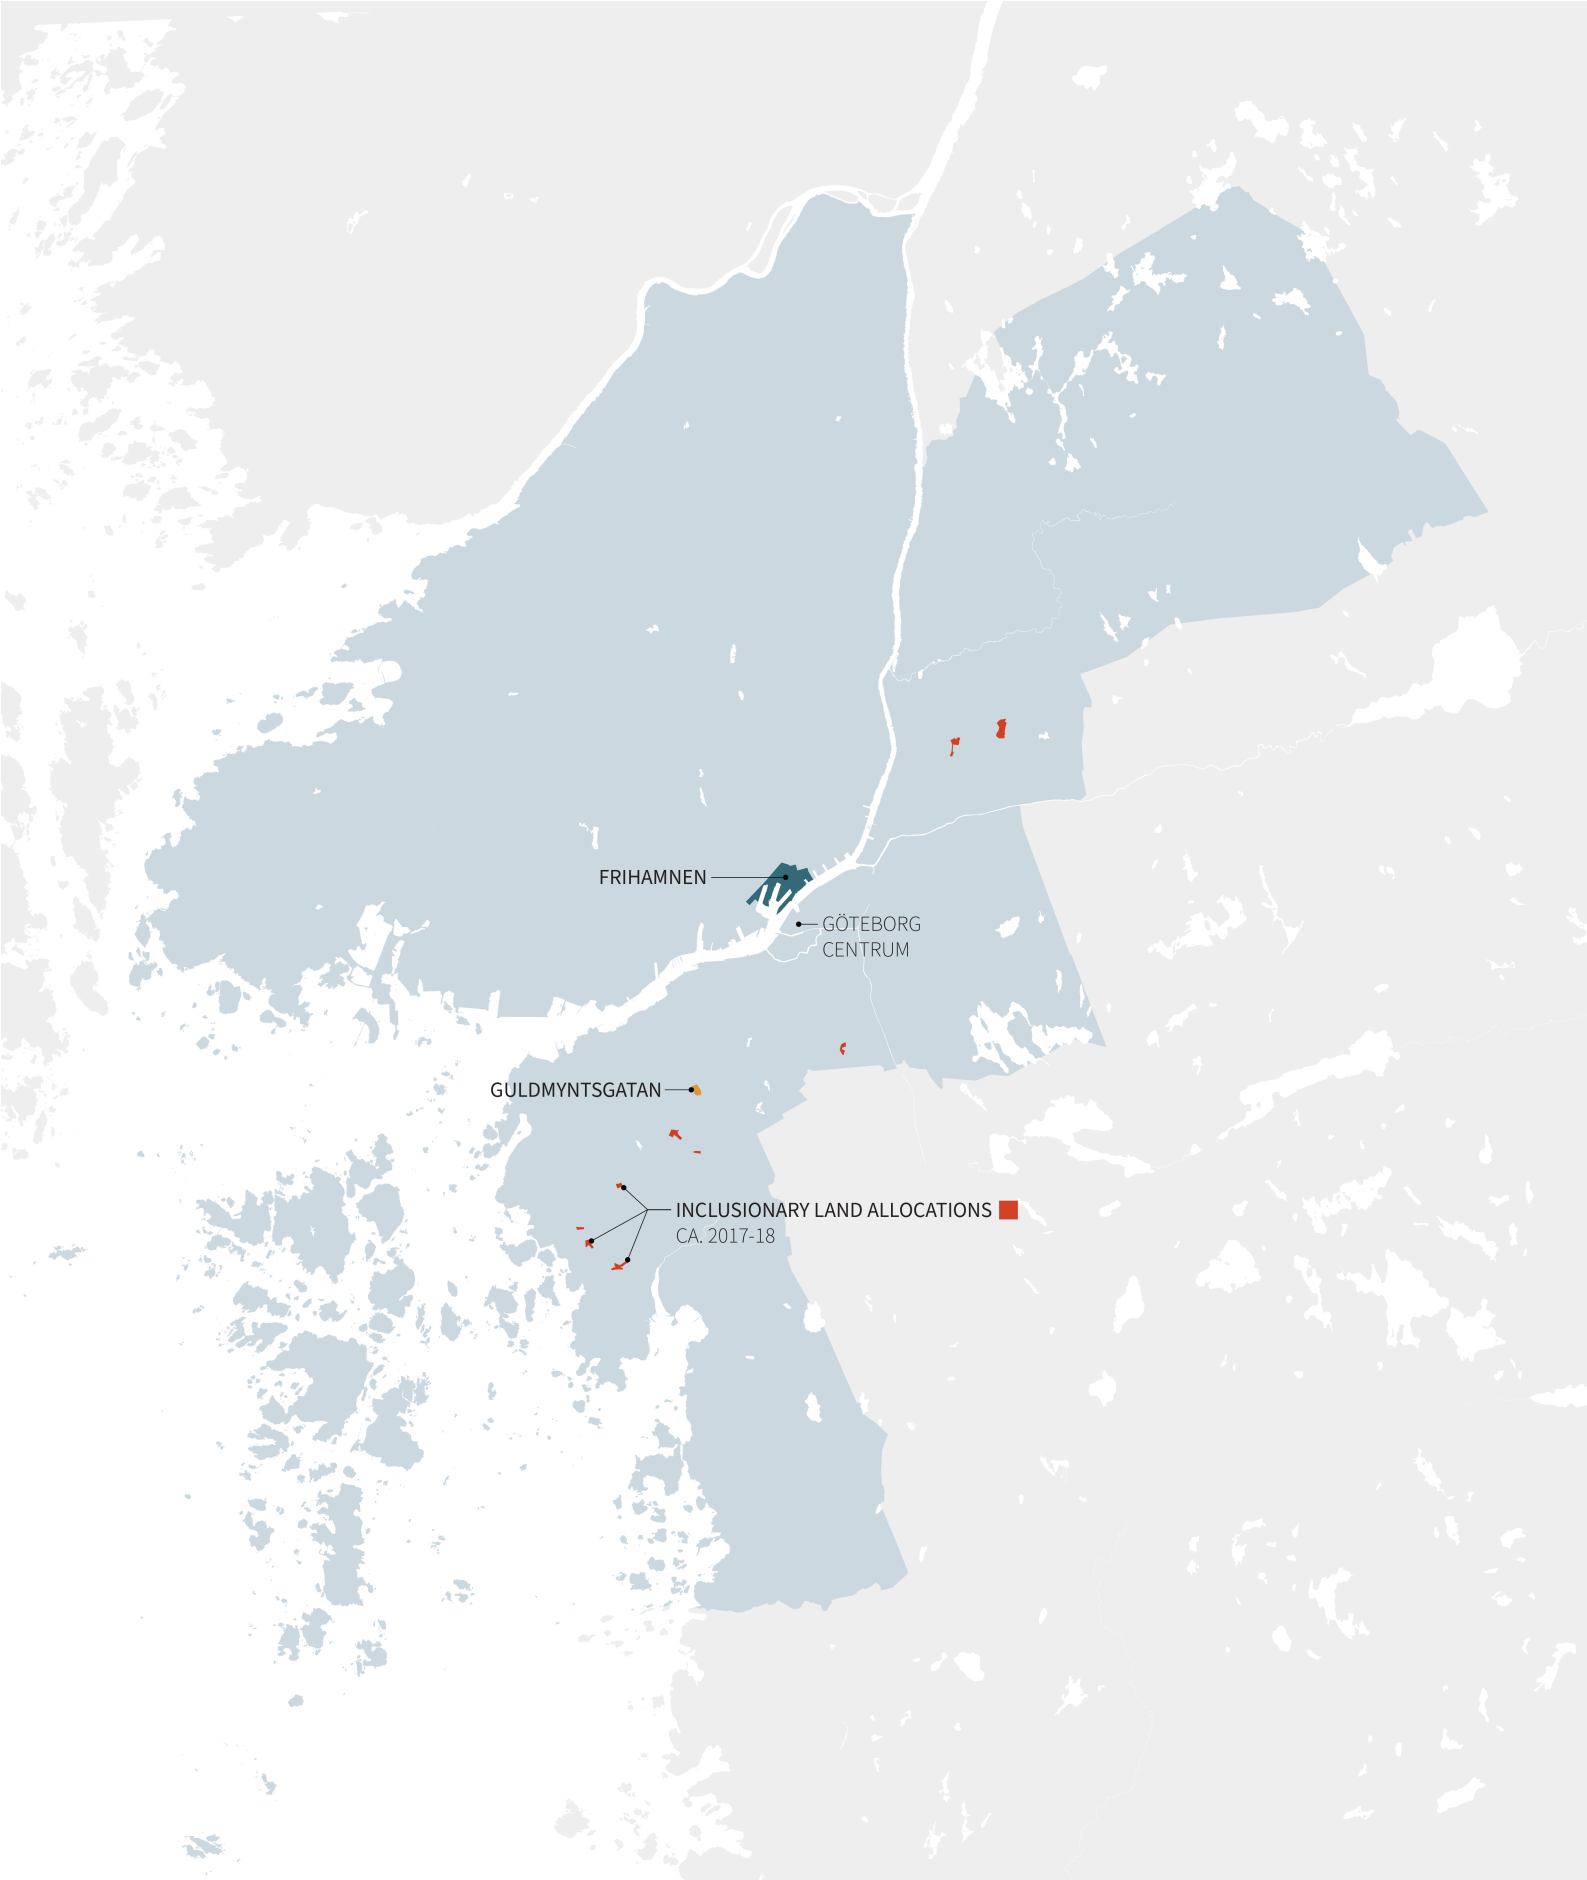 FRIHAMNEN
GÖTEBORG
CENTRUM
GULDMYNTSGATAN
INCLUSIONARY LAND ALLOCATIONS
CA. 2017-18